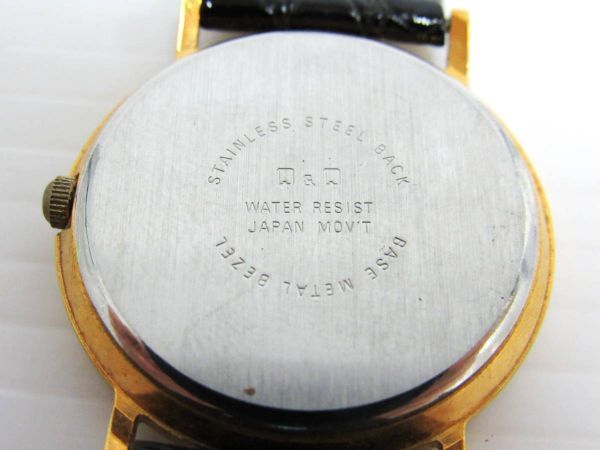 STAINLESS STEEL BACK
WATER RESIST
JAPAN MOV'T
BASE METAL BEZEL